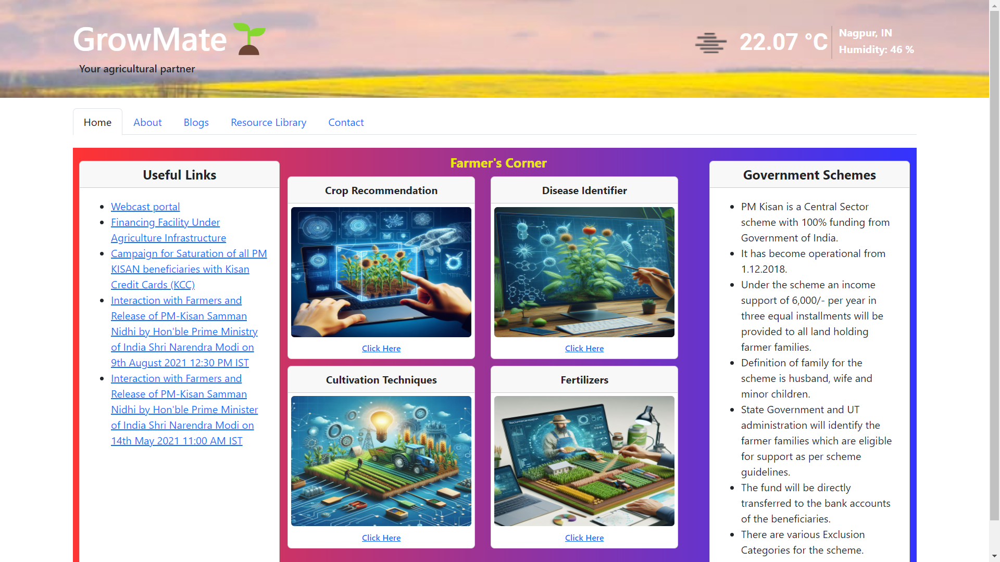 GrowMate
Your agricultural partner
22.07 °C
Nagpur, IN
Humidity: 46 %
Home
About
Blogs
Resource Library
Contact
Useful Links
Webcast portal
Financing Facility Under
Agriculture Infrastructure
Campaign for Saturation of all PM
KISAN beneficiaries with Kisan
Credit Cards (KCC)
Interaction with Farmers and
Release of PM-Kisan Samman
Nidhi by Hon'ble Prime Ministry
of India Shri Narendra Modi on
9th August 2021 12:30 PM IST
Interaction with Farmers and
Release of PM-Kisan Samman
Nidhi by Hon'ble Prime Minister
of India Shri Narendra Modi on
14th May 2021 11:00 AM IST
Farmer's Corner
Crop Recommendation
Click Here
Disease Identifier
Click Here
Cultivation Techniques
Click Here
Fertilizers
Click Here
Government Schemes
PM Kisan is a Central Sector
scheme with 100% funding from
Government of India.
It has become operational from
1.12.2018.
Under the scheme an income
support of 6,000/- per year in
three equal installments will be
provided to all land holding
farmer families.
Definition of family for the
scheme is husband, wife and
minor children.
State Government and UT
administration will identify the
farmer families which are eligible
for support as per scheme
guidelines.
The fund will be directly
transferred to the bank accounts
of the beneficiaries.
There are various Exclusion
Categories for the scheme.